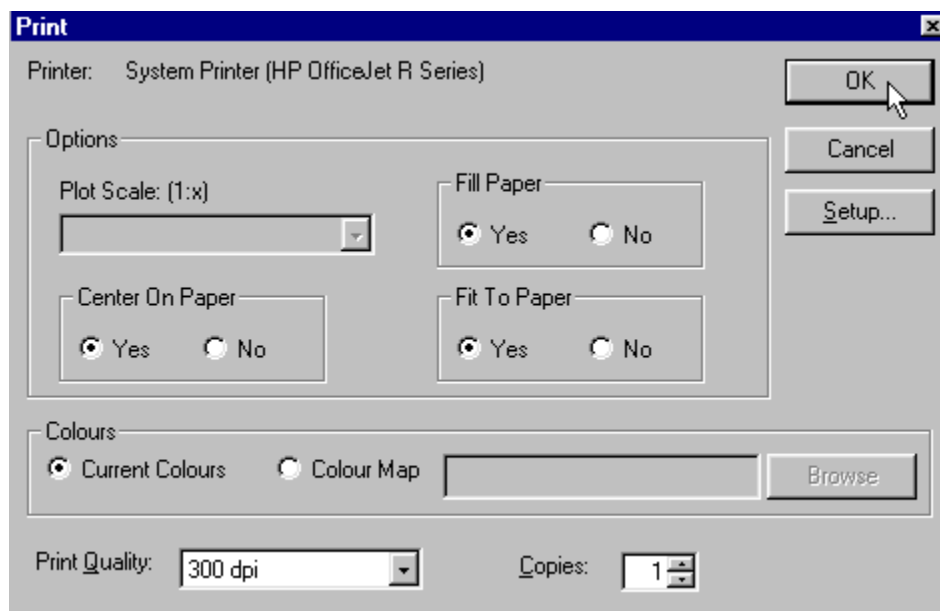 Print
Printer: System Printer (HP OfficeJet R Series)
OK
Options
Cancel
Plot Scale: (1:x)
Fill Paper
Setup...
Yes No
Center On Paper
Fit To Paper
Yes No
Yes No
Colours
Current Colours Colour Map Browse
Print Quality: 300 dpi Copies: 1